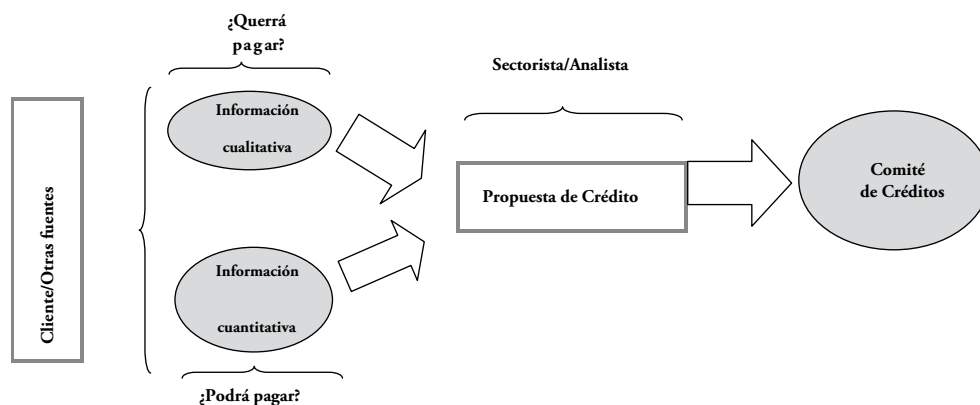 ¿Querrá
pagar?
Sectorista/Analista
Cliente/Otras fuentes
Información
cualitativa
Propuesta de Crédito
Comité
de Créditos
Información
cuantitativa
¿Podrá pagar?